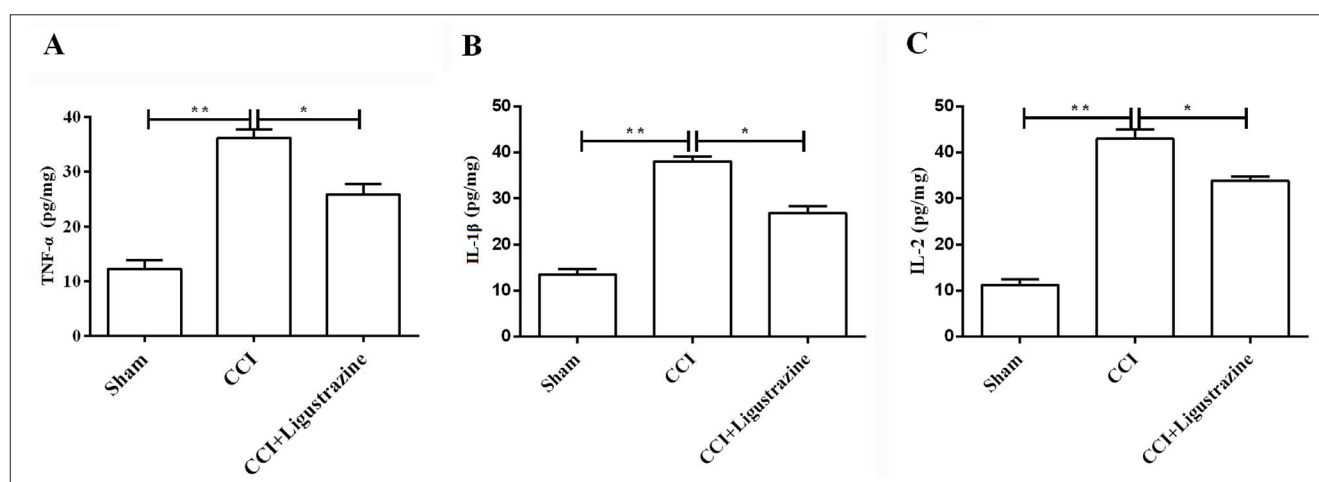 A
TNF-α (pg/mg)
40
30
20
10
0
** *
Sham
CCI
CCI+Ligustrazine
B
IL-1β (pg/mg)
50
40
30
20
10
0
** *
Sham
CCI
CCI+Ligustrazine
C
IL-2 (pg/mg)
50
40
30
20
10
0
** *
Sham
CCI
CCI+Ligustrazine